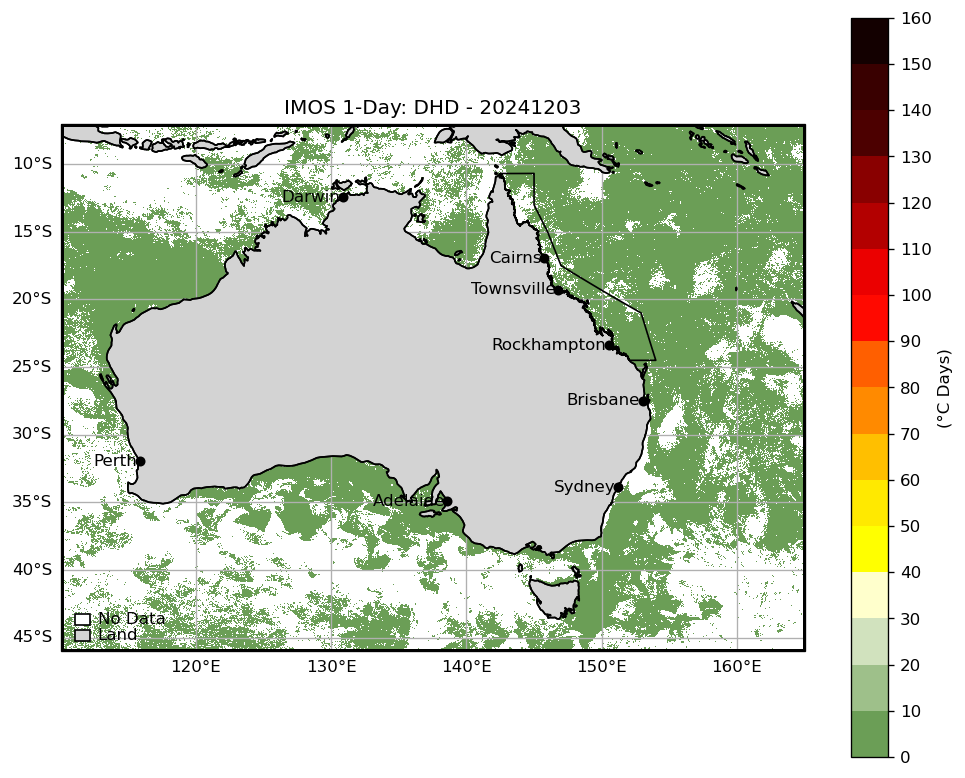 IMOS 1-Day: DHD - 20241203
160
150
140
130
120
110
100
90
80
70
60
50
40
30
20
10
0
(°C Days)
10°S
15°S
20°S
25°S
30°S
35°S
40°S
45°S
Darwin
Cairns
Townsville
Rockhampton
Brisbane
Perth
Sydney
Adelaide
No Data
Land
120°E
130°E
140°E
150°E
160°E